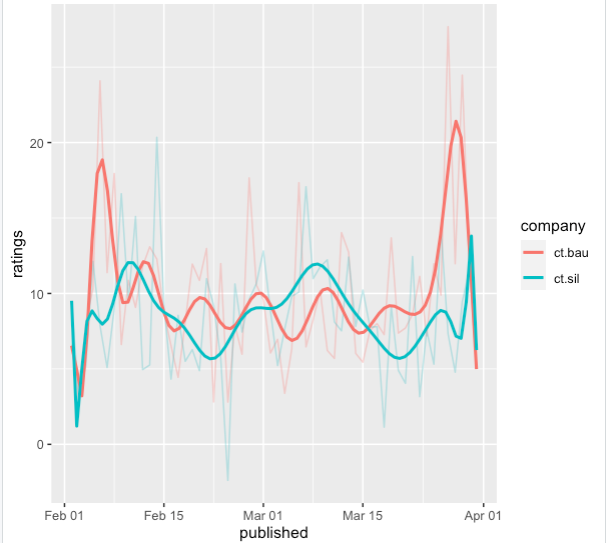 20
10
0
ratings
Feb 01 Feb 15 Mar 01 Mar 15 Apr 01
published
company
ct.bau
ct.sil